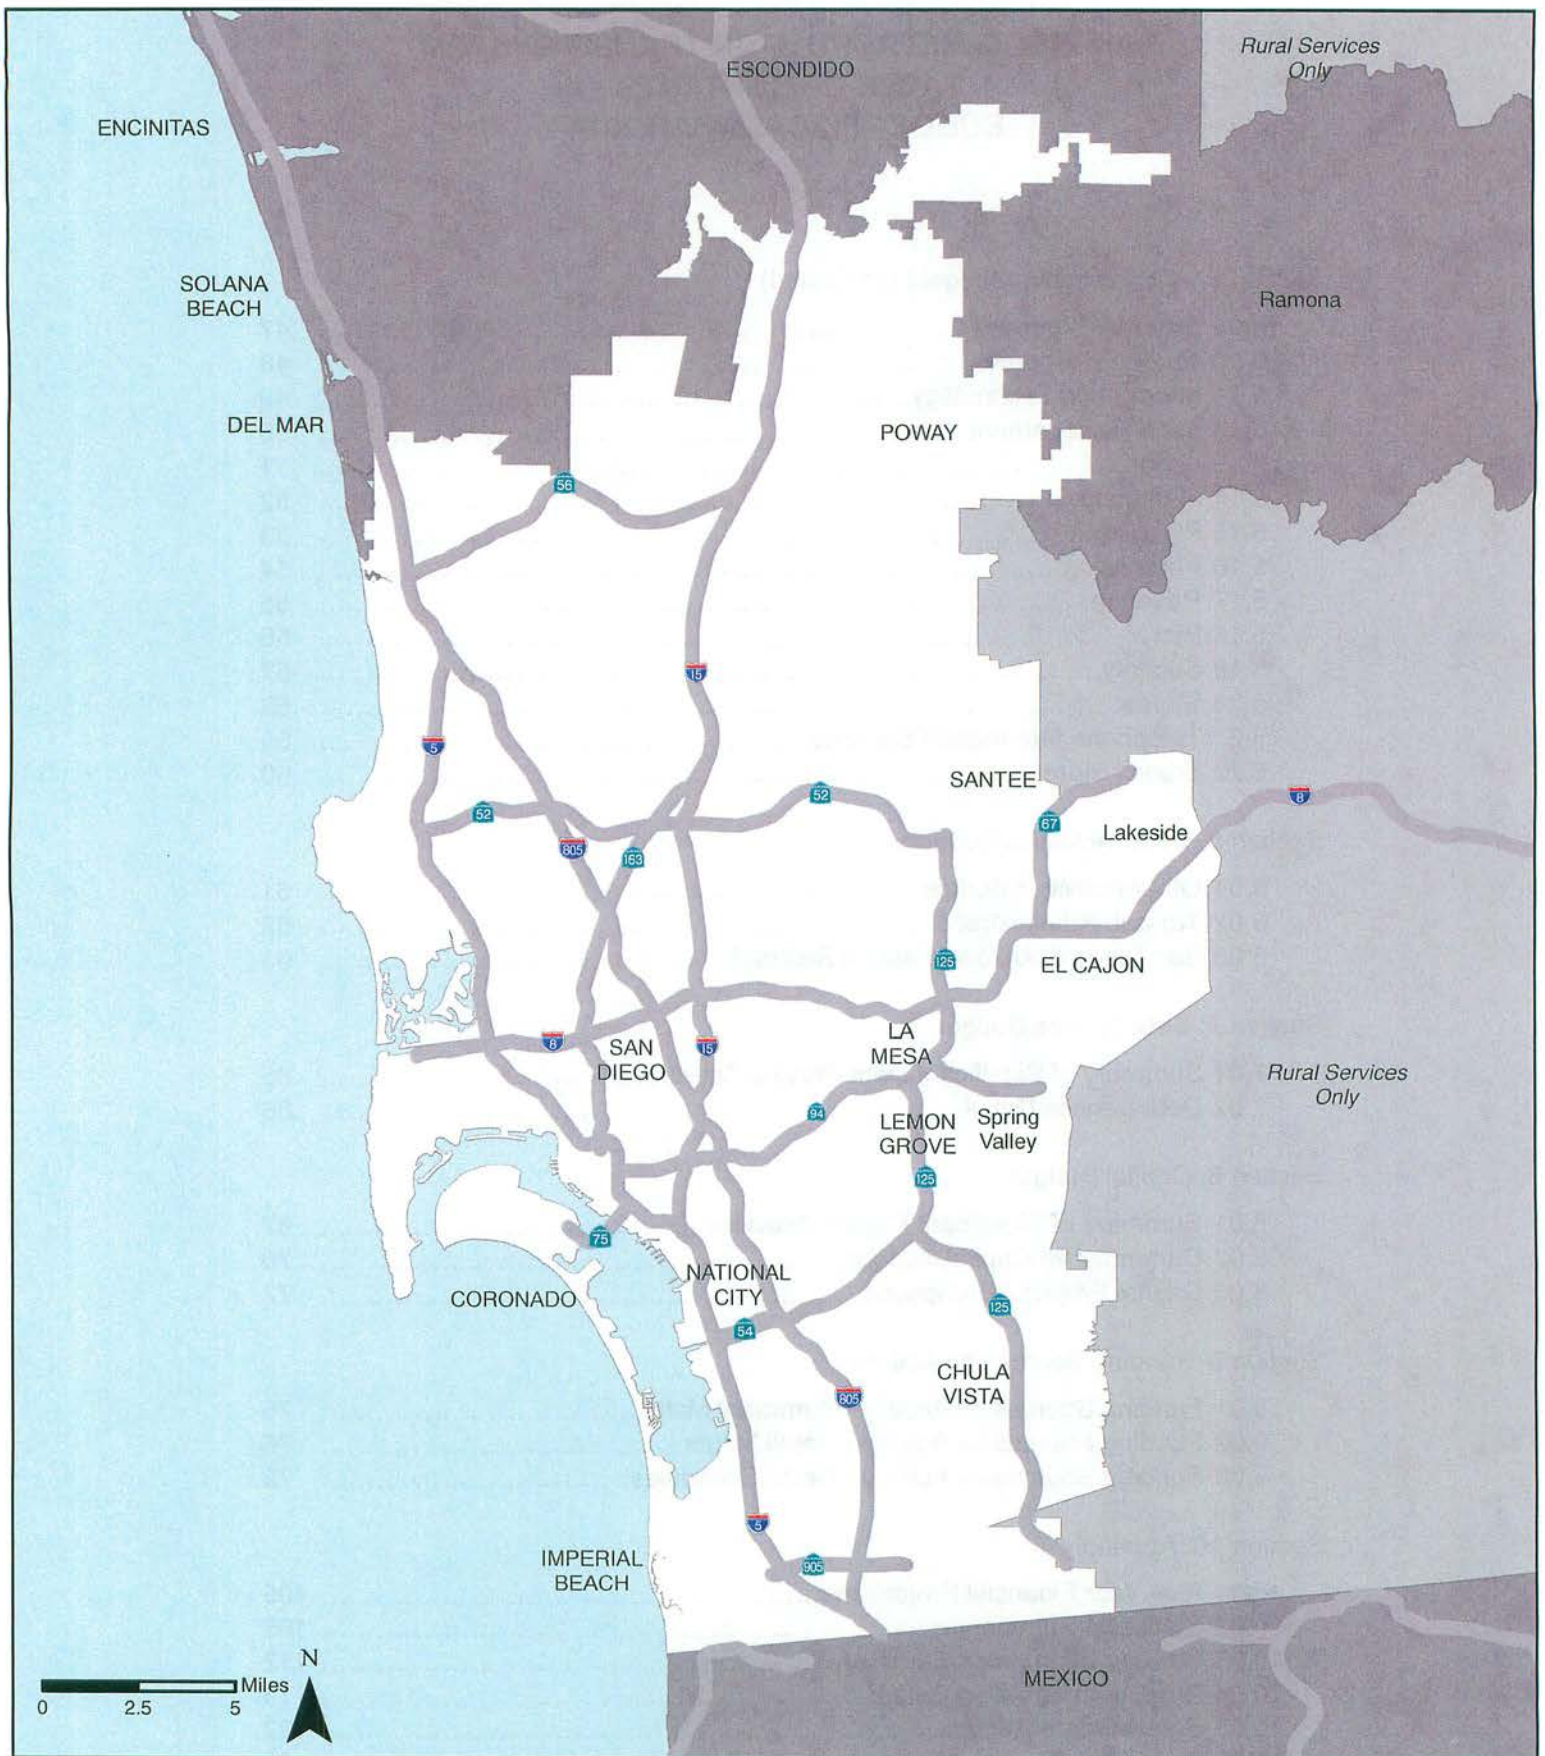 ESCONDIDO
Rural Services
Only
ENCINITAS
SOLANA
BEACH
Ramona
DEL MAR
POWAY
56
15
5
SANTEE
52
52
8
67
Lakeside
805
163
125
EL CAJON
8
SAN
DIEGO
15
LA
MESA
Rural Services
Only
94
LEMON
GROVE
Spring
Valley
125
75
NATIONAL
CITY
CORONADO
125
54
CHULA
VISTA
805
5
IMPERIAL
BEACH
905
N
Miles
0 2.5 5
MEXICO